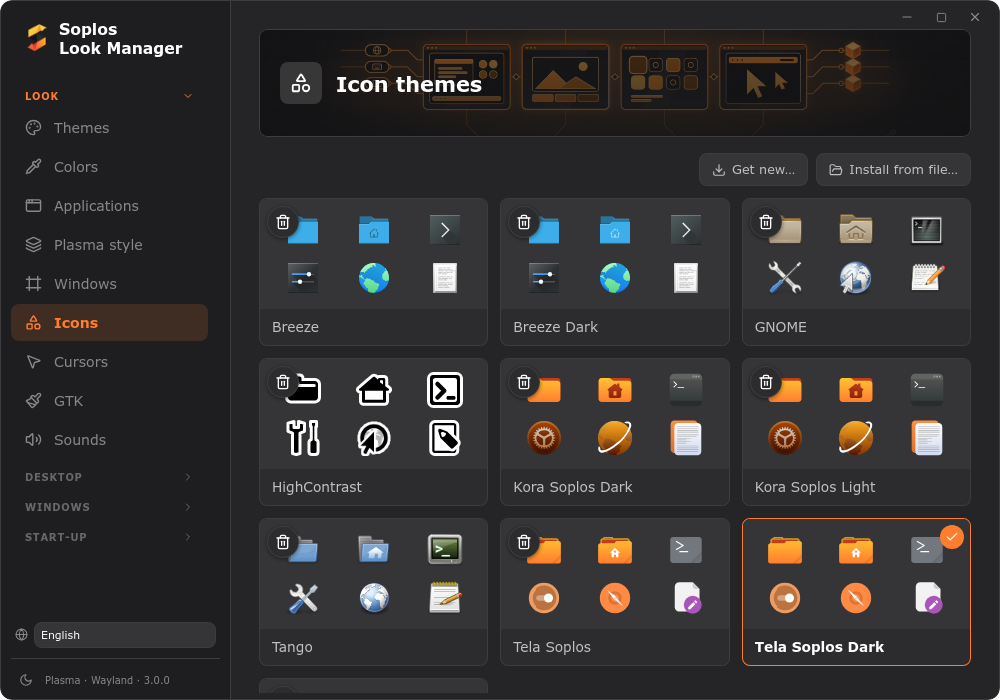 Soplos
Look Manager
LOOK
Themes
Colors
Applications
Plasma style
Windows
Icons
Cursors
GTK
Sounds
DESKTOP
WINDOWS
START-UP
English
Plasma · Wayland · 3.0.0
Icon themes
Get new...
Install from file...
Breeze
Breeze Dark
GNOME
HighContrast
Kora Soplos Dark
Kora Soplos Light
Tango
Tela Soplos
Tela Soplos Dark